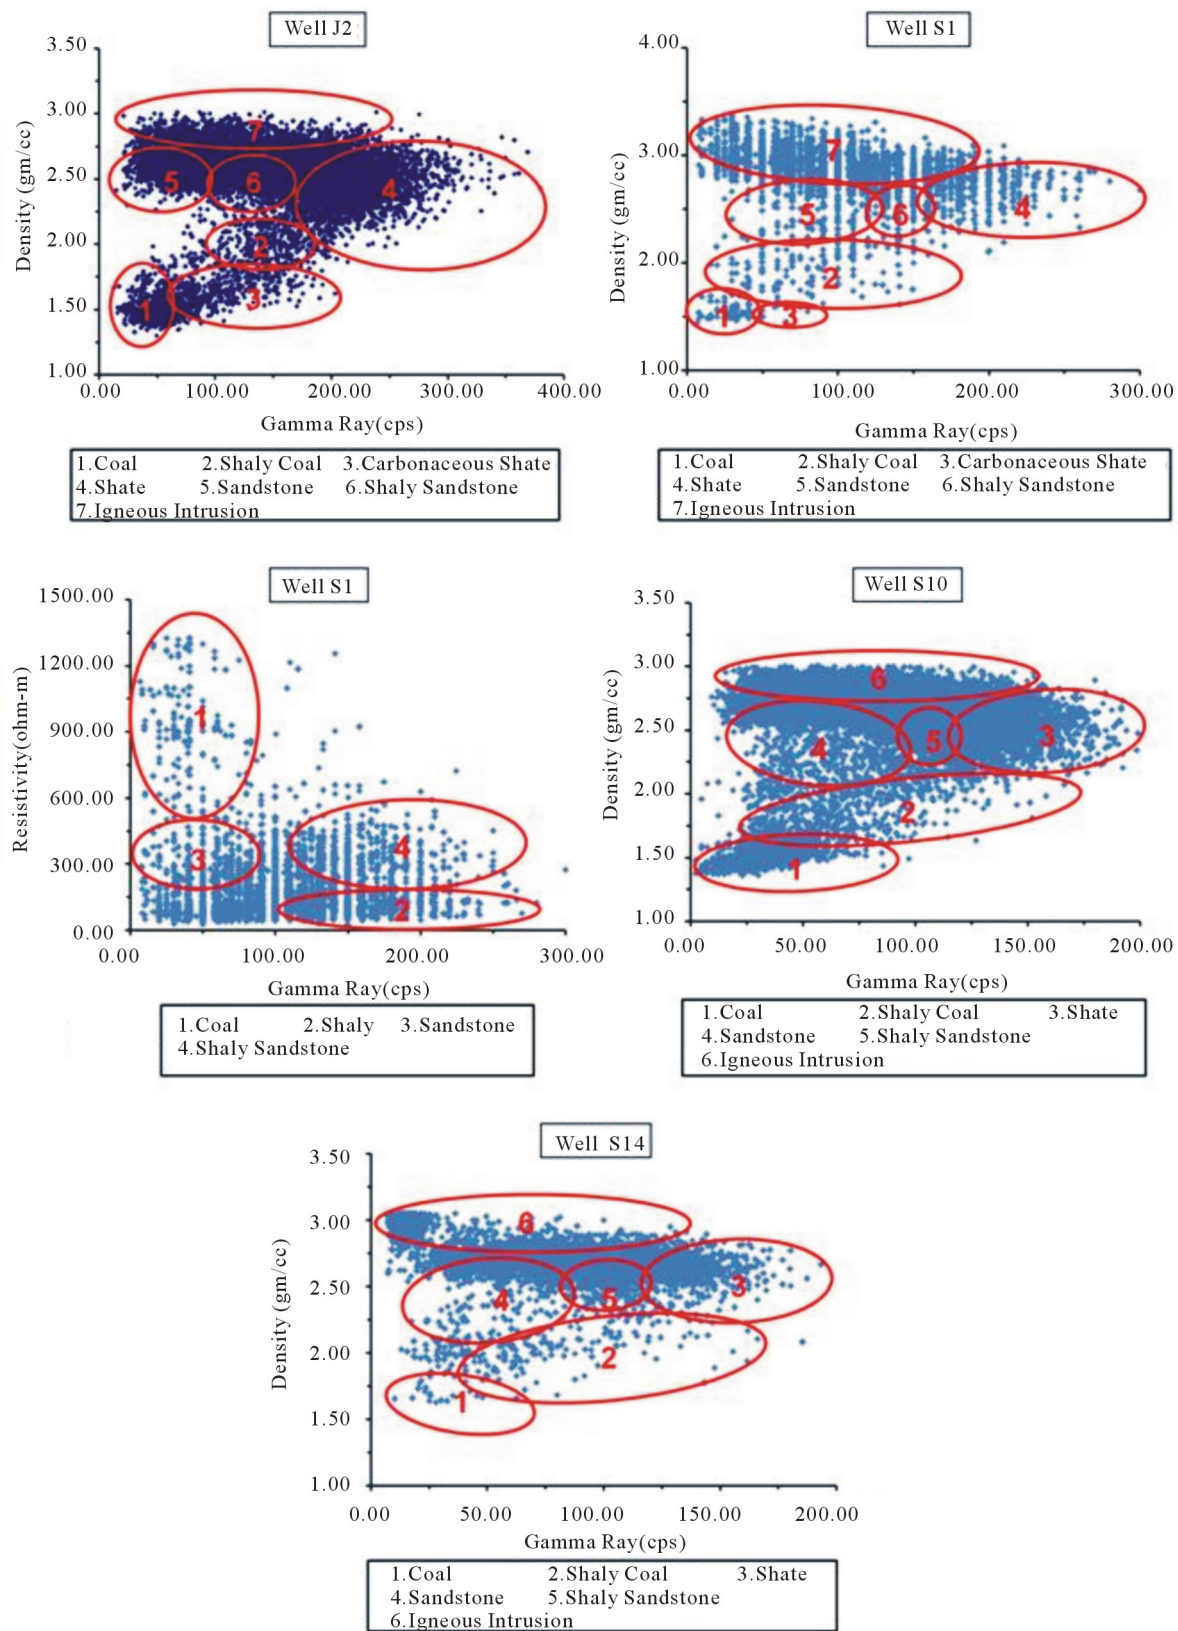 Well J2
3.50
3.00
2.50
2.00
1.50
1.00
Density (gm/cc)
7
5
6
4
2
1
3
0.00 100.00 200.00 300.00 400.00
Gamma Ray(cps)
1.Coal 2.Shaly Coal 3.Carbonaceous Shate
4.Shate 5.Sandstone 6.Shaly Sandstone
7.Igneous Intrusion
Well S1
4.00
3.00
2.00
1.00
Density (gm/cc)
7
5
6
4
2
1
3
0.00 100.00 200.00 300.00
Gamma Ray(cps)
1.Coal 2.Shaly Coal 3.Carbonaceous Shate
4.Shate 5.Sandstone 6.Shaly Sandstone
7.Igneous Intrusion
Well S1
1500.00
1200.00
900.00
600.00
300.00
0.00
Resistivity(ohm-m)
1
3
4
2
0.00 100.00 200.00 300.00
Gamma Ray(cps)
1.Coal 2.Shaly 3.Sandstone
4.Shaly Sandstone
Well S10
3.50
3.00
2.50
2.00
1.50
1.00
Density (gm/cc)
6
4
5
3
2
1
0.00 50.00 100.00 150.00 200.00
Gamma Ray(cps)
1.Coal 2.Shaly Coal 3.Shate
4.Sandstone 5.Shaly Sandstone
6.Igneous Intrusion
Well S14
3.50
3.00
2.50
2.00
1.50
1.00
Density (gm/cc)
6
4
5
3
2
1
0.00 50.00 100.00 150.00 200.00
Gamma Ray(cps)
1.Coal 2.Shaly Coal 3.Shate
4.Sandstone 5.Shaly Sandstone
6.Igneous Intrusion